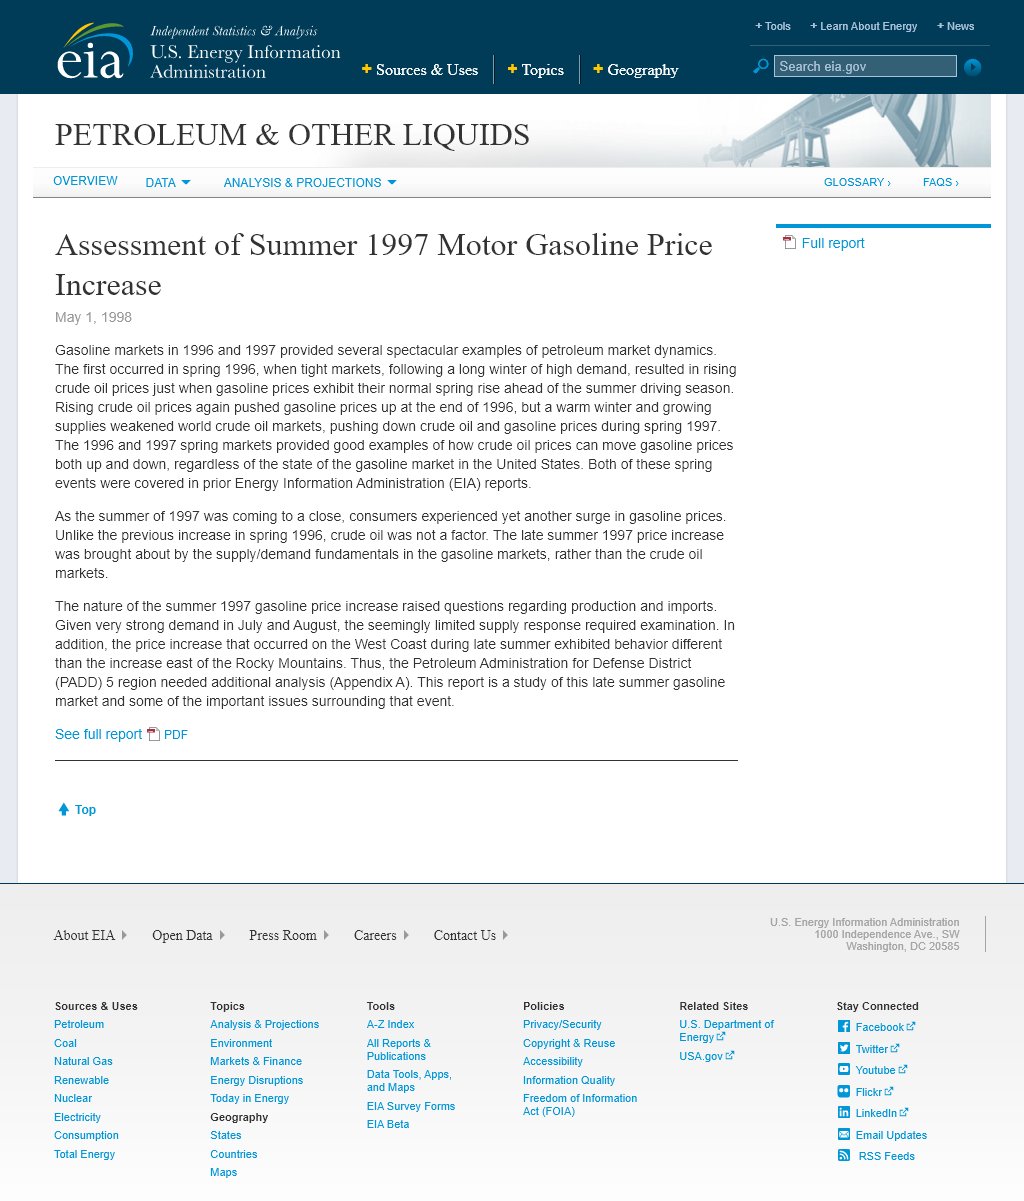 eia
Independent Statistics & Analysis
U.S. Energy Information
Administration
+ Sources & Uses
+ Topics
+ Geography
+ Tools
+ Learn About Energy
+ News
Search eia.gov
PETROLEUM & OTHER LIQUIDS
OVERVIEW
DATA
ANALYSIS & PROJECTIONS
GLOSSARY ›
FAQS ›
Assessment of Summer 1997 Motor Gasoline Price
Increase
May 1, 1998
Full report
Gasoline markets in 1996 and 1997 provided several spectacular examples of petroleum market dynamics.
The first occurred in spring 1996, when tight markets, following a long winter of high demand, resulted in rising
crude oil prices just when gasoline prices exhibit their normal spring rise ahead of the summer driving season.
Rising crude oil prices again pushed gasoline prices up at the end of 1996, but a warm winter and growing
supplies weakened world crude oil markets, pushing down crude oil and gasoline prices during spring 1997.
The 1996 and 1997 spring markets provided good examples of how crude oil prices can move gasoline prices
both up and down, regardless of the state of the gasoline market in the United States. Both of these spring
events were covered in prior Energy Information Administration (EIA) reports.
As the summer of 1997 was coming to a close, consumers experienced yet another surge in gasoline prices.
Unlike the previous increase in spring 1996, crude oil was not a factor. The late summer 1997 price increase
was brought about by the supply/demand fundamentals in the gasoline markets, rather than the crude oil
markets.
The nature of the summer 1997 gasoline price increase raised questions regarding production and imports.
Given very strong demand in July and August, the seemingly limited supply response required examination. In
addition, the price increase that occurred on the West Coast during late summer exhibited behavior different
than the increase east of the Rocky Mountains. Thus, the Petroleum Administration for Defense District
(PADD) 5 region needed additional analysis (Appendix A). This report is a study of this late summer gasoline
market and some of the important issues surrounding that event.
See full report PDF
Top
About EIA
Open Data
Press Room
Careers
Contact Us
U.S. Energy Information Administration
1000 Independence Ave., SW
Washington, DC 20585
Sources & Uses
Petroleum
Coal
Natural Gas
Renewable
Nuclear
Electricity
Consumption
Total Energy
Topics
Analysis & Projections
Environment
Markets & Finance
Energy Disruptions
Today in Energy
Geography
States
Countries
Maps
Tools
A-Z Index
All Reports &
Publications
Data Tools, Apps,
and Maps
EIA Survey Forms
EIA Beta
Policies
Privacy/Security
Copyright & Reuse
Accessibility
Information Quality
Freedom of Information
Act (FOIA)
Related Sites
U.S. Department of
Energy
USA.gov
Stay Connected
Facebook
Twitter
Youtube
Flickr
LinkedIn
Email Updates
RSS Feeds